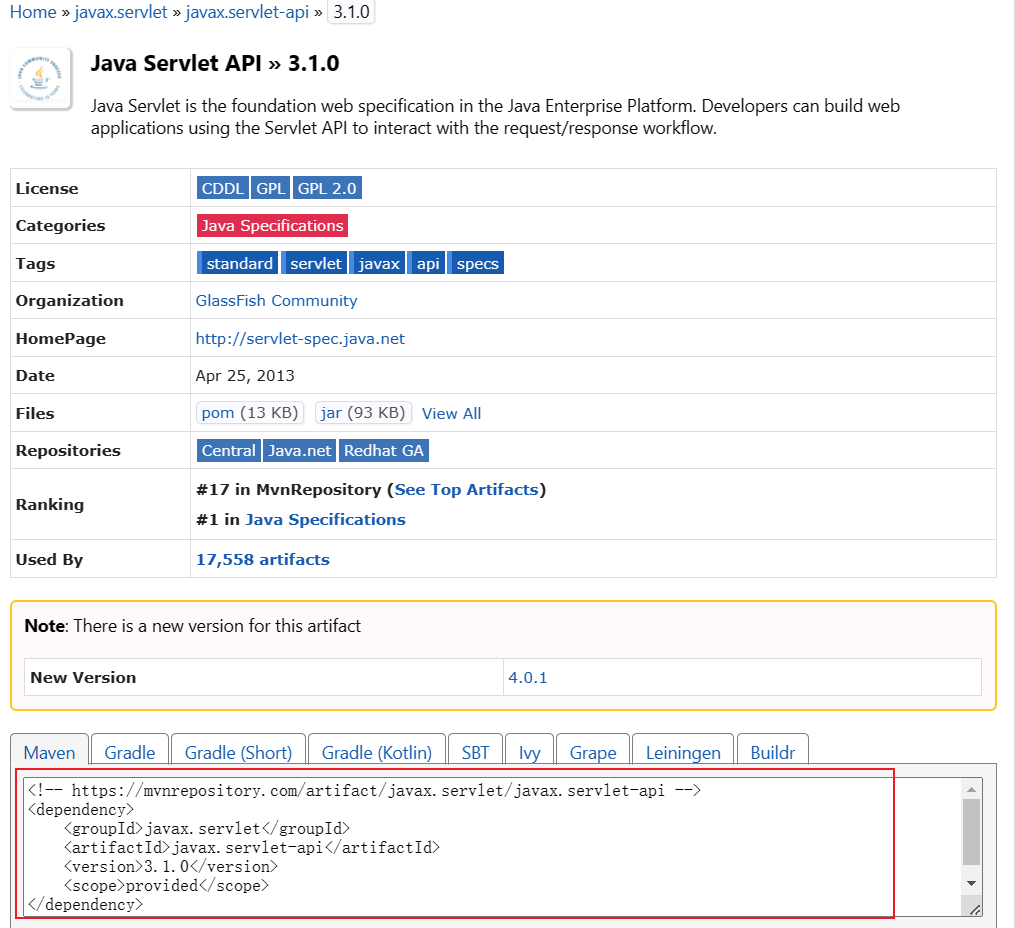 Home » javax.servlet » javax.servlet-api » 3.1.0
Java Servlet API » 3.1.0
Java Servlet is the foundation web specification in the Java Enterprise Platform. Developers can build web
applications using the Servlet API to interact with the request/response workflow.
License CDDL GPL GPL 2.0
Categories Java Specifications
Tags standard servlet javax api specs
Organization GlassFish Community
HomePage http://servlet-spec.java.net
Date Apr 25, 2013
Files pom (13 KB) jar (93 KB) View All
Repositories Central Java.net Redhat GA
Ranking #17 in MvnRepository (See Top Artifacts)
#1 in Java Specifications
Used By 17,558 artifacts
Note: There is a new version for this artifact
New Version 4.0.1
Maven Gradle Gradle (Short) Gradle (Kotlin) SBT Ivy Grape Leiningen Buildr
<!-- https://mvnrepository.com/artifact/javax.servlet/javax.servlet-api -->
<dependency>
    <groupId>javax.servlet</groupId>
    <artifactId>javax.servlet-api</artifactId>
    <version>3.1.0</version>
    <scope>provided</scope>
</dependency>